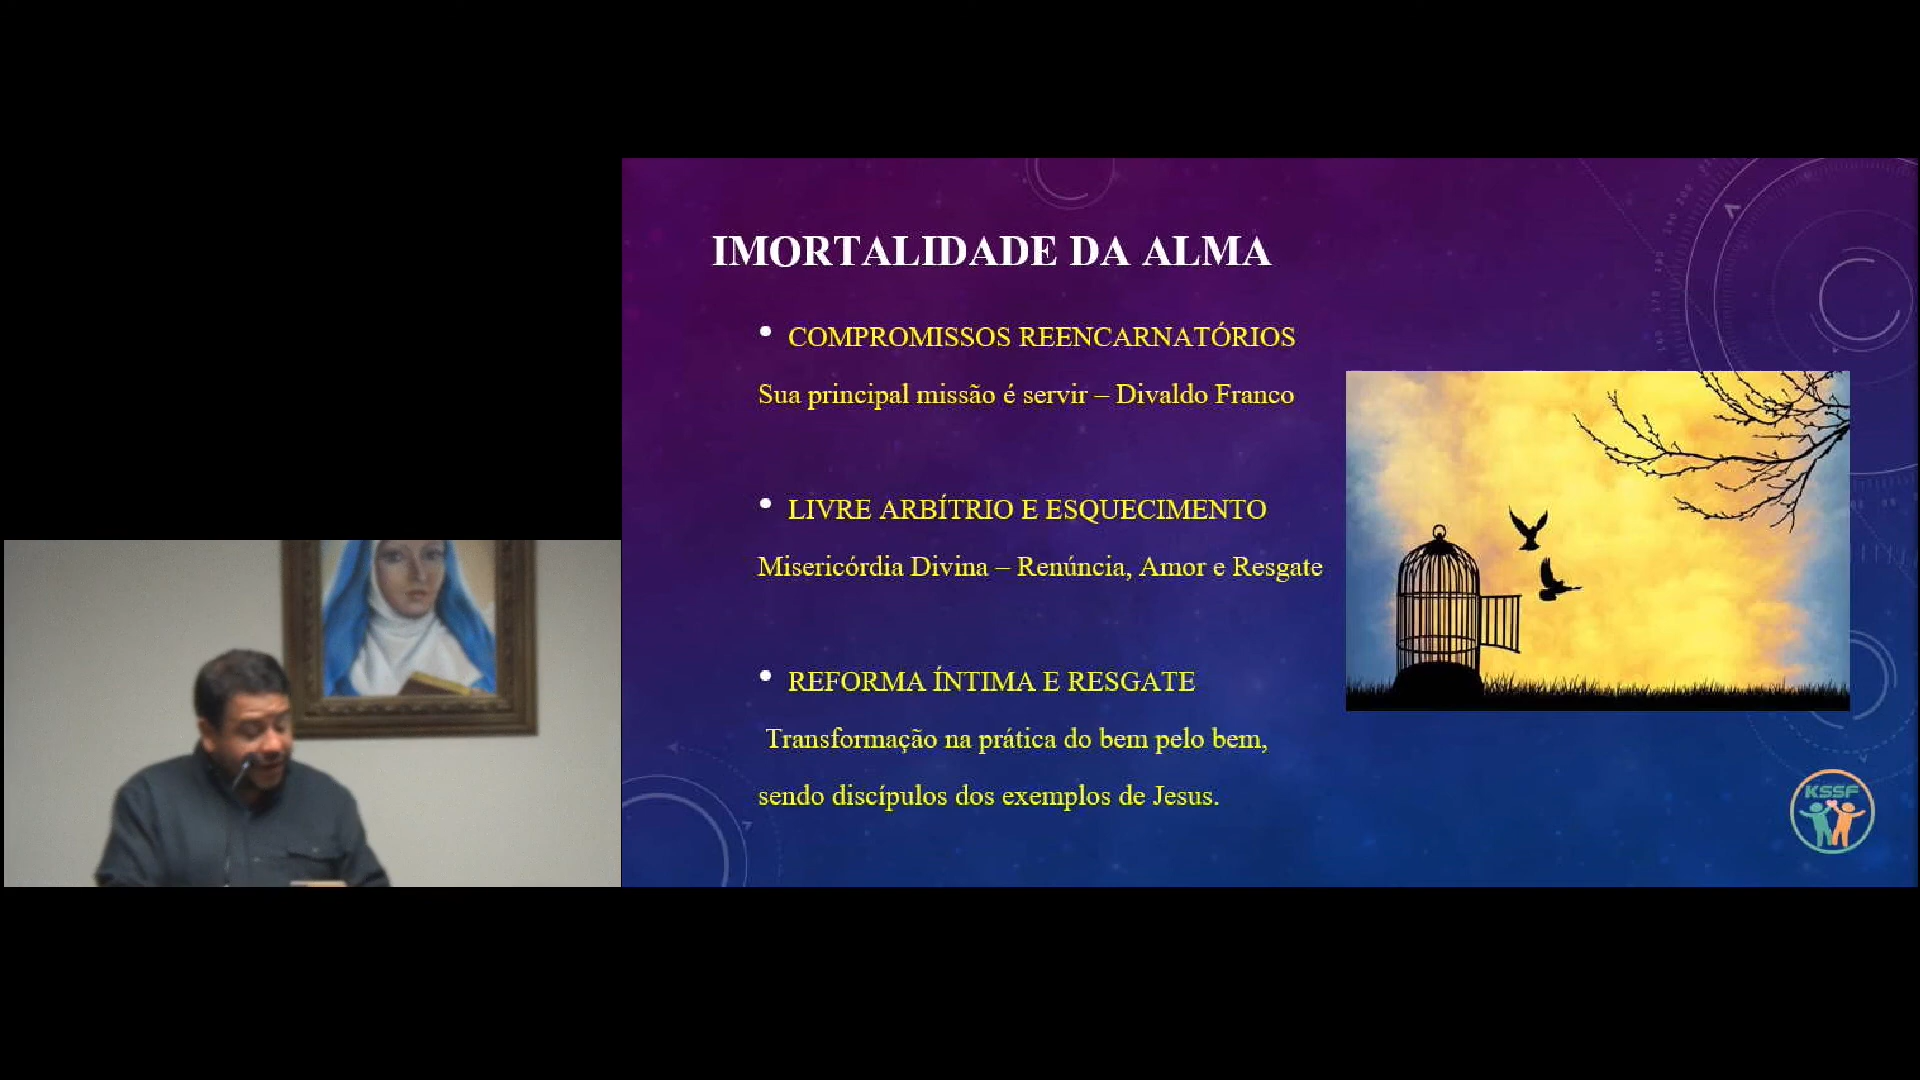 IMORTALIDADE DA ALMA
• COMPROMISSOS REENCARNATÓRIOS
Sua principal missão é servir – Divaldo Franco
• LIVRE ARBÍTRIO E ESQUECIMENTO
Misericórdia Divina – Renúncia, Amor e Resgate
• REFORMA ÍNTIMA E RESGATE
Transformação na prática do bem pelo bem,
sendo discípulos dos exemplos de Jesus.
KSSF